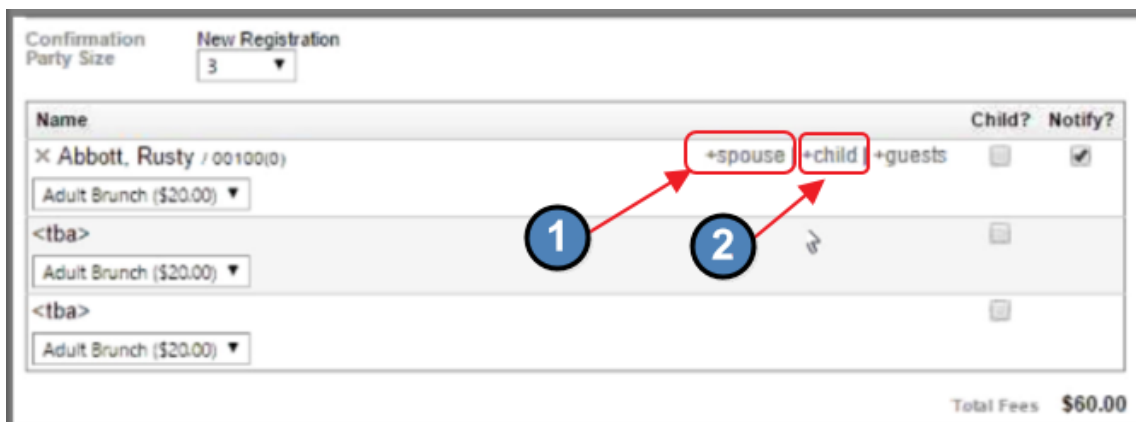 Confirmation New Registration
Party Size 3 ▼
Name Child? Notify?
× Abbott, Rusty / 00100(0) +spouse | +child | +guests
Adult Brunch ($20.00) ▼
1 2
<tba>
Adult Brunch ($20.00) ▼
<tba>
Adult Brunch ($20.00) ▼
Total Fees $60.00